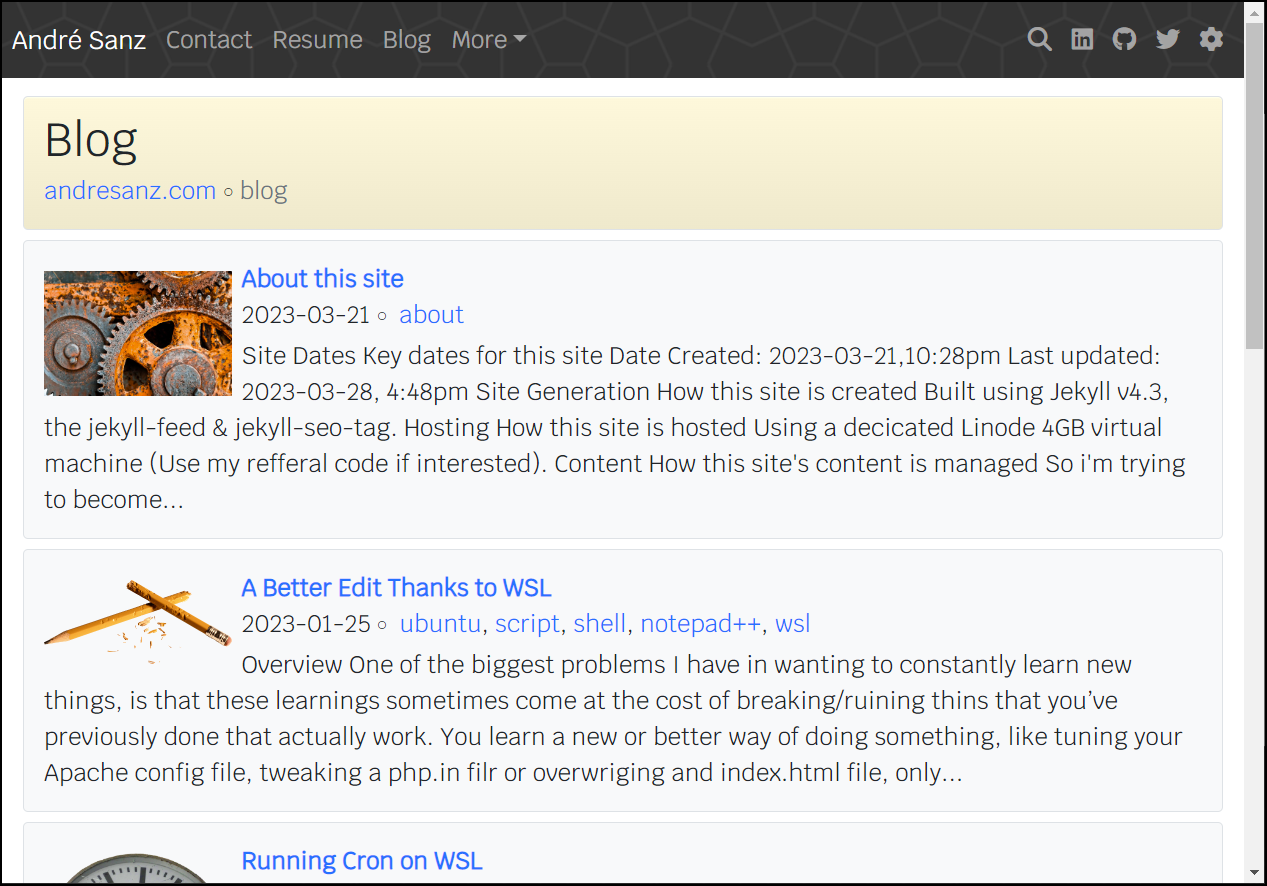 André Sanz Contact Resume Blog More
Blog
andresanz.com ○ blog
About this site
2023-03-21 ○ about
Site Dates Key dates for this site Date Created: 2023-03-21,10:28pm Last updated:
2023-03-28, 4:48pm Site Generation How this site is created Built using Jekyll v4.3,
the jekyll-feed & jekyll-seo-tag. Hosting How this site is hosted Using a decicated Linode 4GB virtual
machine (Use my refferal code if interested). Content How this site's content is managed So i'm trying
to become...
A Better Edit Thanks to WSL
2023-01-25 ○ ubuntu, script, shell, notepad++, wsl
Overview One of the biggest problems I have in wanting to constantly learn new
things, is that these learnings sometimes come at the cost of breaking/ruining thins that you’ve
previously done that actually work. You learn a new or better way of doing something, like tuning your
Apache config file, tweaking a php.in filr or overwriging and index.html file, only...
Running Cron on WSL